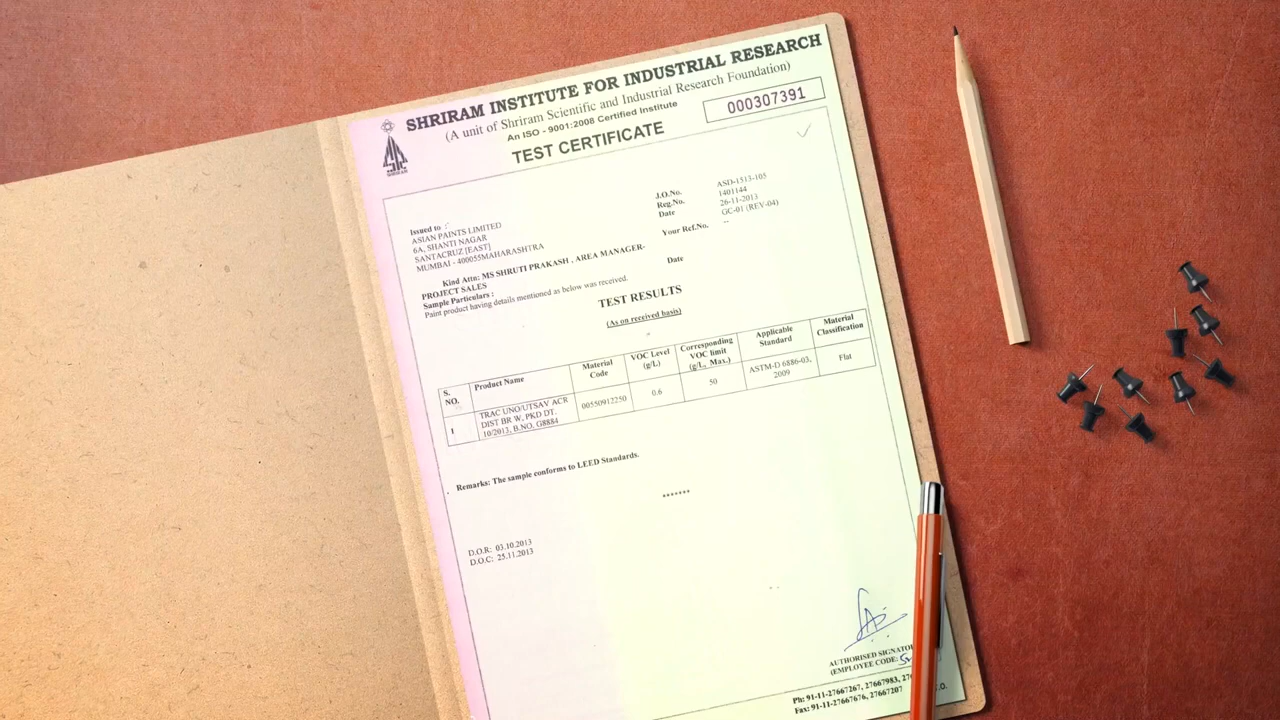 SHRIRAM INSTITUTE FOR INDUSTRIAL RESEARCH
(A unit of Shriram Scientific and Industrial Research Foundation)
An ISO - 9001:2008 Certified Institute
000307391
TEST CERTIFICATE
SHRIRAM
J.O.No. ASD-1513-105
Reg.No. 1401144
Date 26-11-2013
GC-01 (REV-04)
Your Ref.No. --
Date
Issued to :
ASIAN PAINTS LIMITED
6A, SHANTI NAGAR
SANTACRUZ [EAST]
MUMBAI - 400055MAHARASHTRA
Kind Attn: MS SHRUTI PRAKASH , AREA MANAGER-
PROJECT SALES
Sample Particulars :
Paint product having details mentioned as below was received.
TEST RESULTS
(As on received basis)
S. NO. Product Name Material Code VOC Level (g/L) Corresponding VOC limit (g/L, Max.) Applicable Standard Material Classification
1 TRAC UNO/UTSAV ACR DIST BR W, PKD DT. 10/2013, B.NO. G8884 00550912250 0.6 50 ASTM-D 6886-03, 2009 Flat
Remarks: The sample conforms to LEED Standards.
*******
D.O.R: 03.10.2013
D.O.C: 25.11.2013
AUTHORISED SIGNATO
(EMPLOYEE CODE:
Ph: 91-11-27667267, 27667983, 27
Fax: 91-11-27667676, 27667207